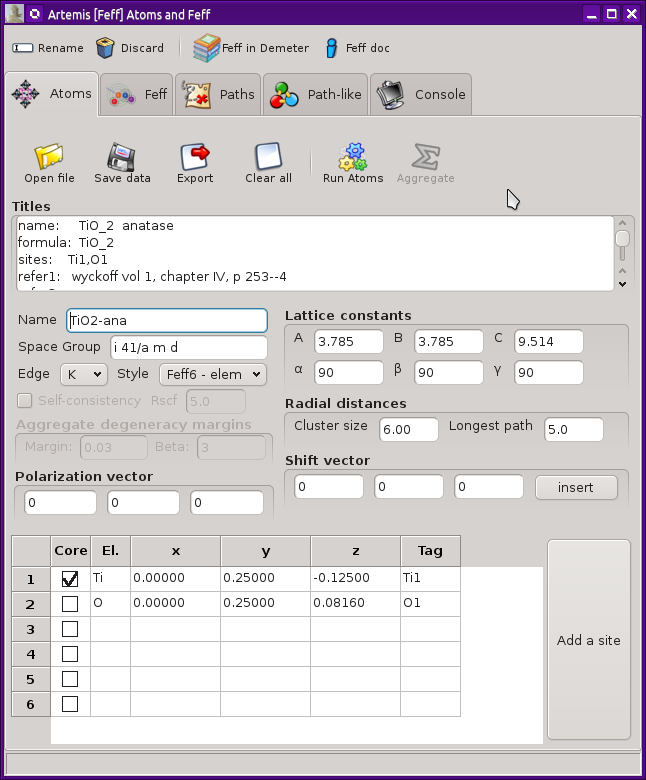 Artemis [Feff] Atoms and Feff
Rename Discard Feff in Demeter Feff doc
Atoms Feff Paths Path-like Console
Open file Save data Export Clear all Run Atoms Aggregate
Titles
name: TiO_2 anatase
formula: TiO_2
sites: Ti1,O1
refer1: wyckoff vol 1, chapter IV, p 253--4
Name TiO2-ana
Space Group i 41/a m d
Edge K Style Feff6 - elem
Self-consistency Rscf 5.0
Aggregate degeneracy margins
Margin: 0.03 Beta: 3
Polarization vector
0 0 0
Lattice constants
A 3.785 B 3.785 C 9.514
α 90 β 90 γ 90
Radial distances
Cluster size 6.00 Longest path 5.0
Shift vector
0 0 0 insert
Core El. x y z Tag
1 Ti 0.00000 0.25000 -0.12500 Ti1
2 O 0.00000 0.25000 0.08160 O1
3
4
5
6
Add a site